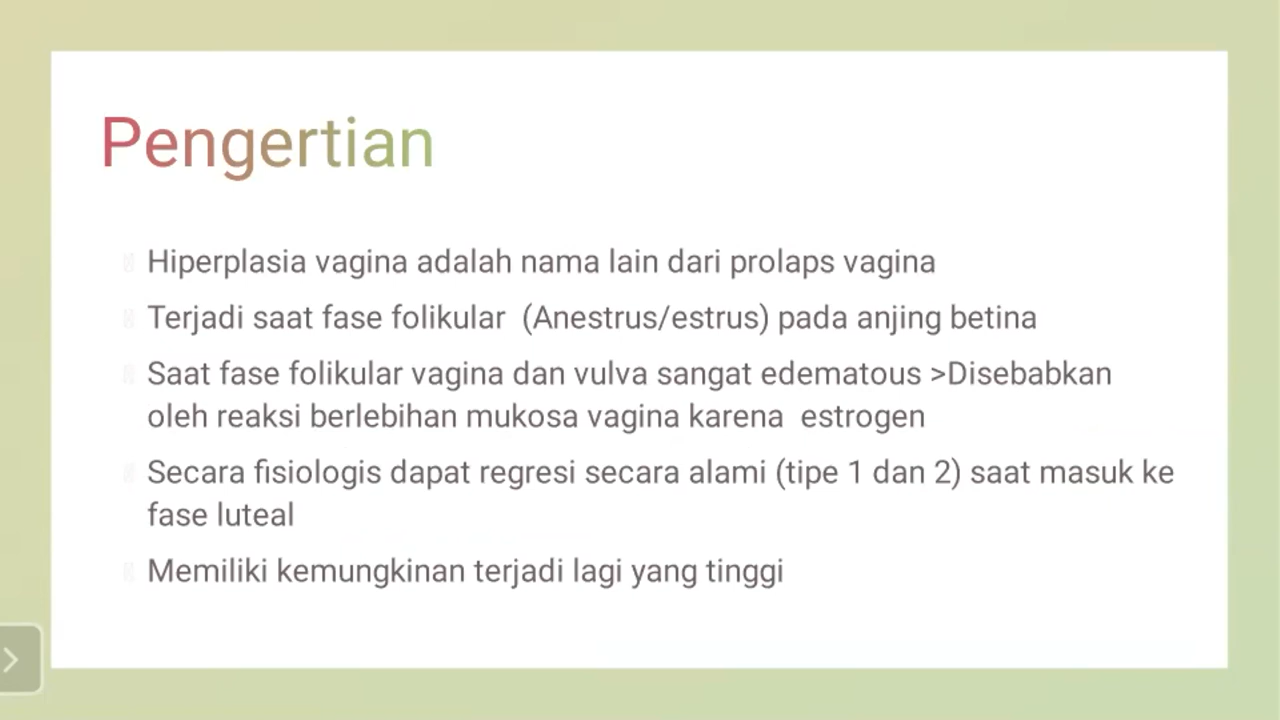 Pengertian
Hiperplasia vagina adalah nama lain dari prolaps vagina
Terjadi saat fase folikular  (Anestrus/estrus) pada anjing betina
Saat fase folikular vagina dan vulva sangat edematous >Disebabkan
oleh reaksi berlebihan mukosa vagina karena  estrogen
Secara fisiologis dapat regresi secara alami (tipe 1 dan 2) saat masuk ke
fase luteal
Memiliki kemungkinan terjadi lagi yang tinggi